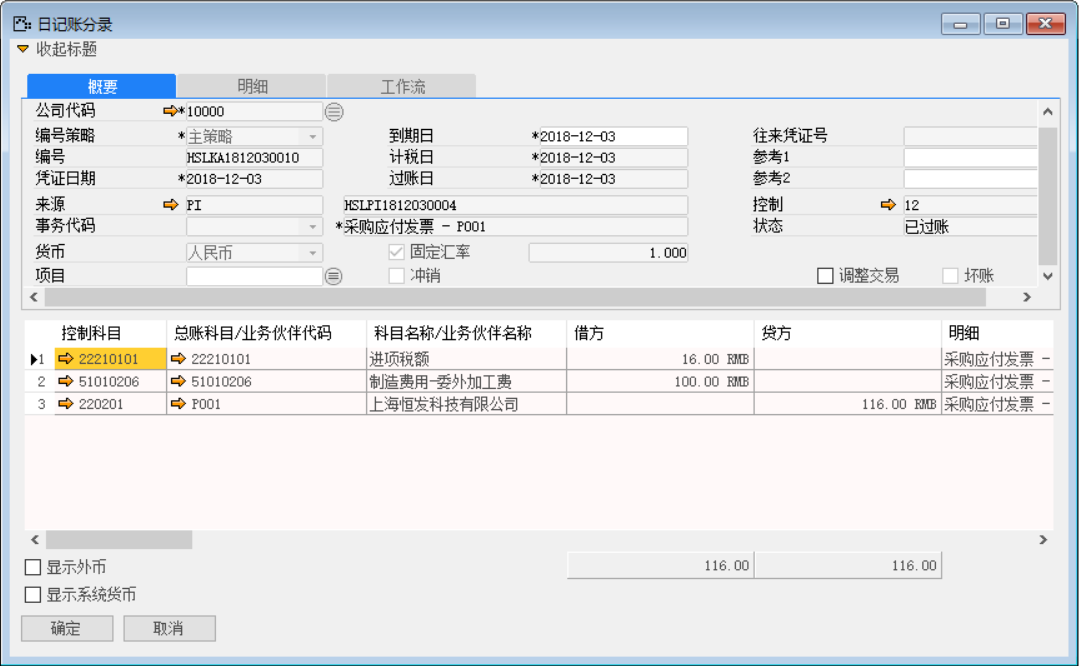 日记账分录
收起标题
概要 明细 工作流
公司代码 *10000
编号策略 *主策略 到期日 *2018-12-03 往来凭证号
编号 HSLKA1812030010 计税日 *2018-12-03 参考1
凭证日期 *2018-12-03 过账日 *2018-12-03 参考2
来源 PI HSLPI1812030004 控制 12
事务代码 *采购应付发票 - P001 状态 已过账
货币 人民币 固定汇率 1.000
项目 冲销 调整交易 坏账
控制科目 总账科目/业务伙伴代码 科目名称/业务伙伴名称 借方 贷方 明细
1 22210101 22210101 进项税额 16.00 RMB 采购应付发票 -
2 51010206 51010206 制造费用-委外加工费 100.00 RMB 采购应付发票 -
3 220201 P001 上海恒发科技有限公司 116.00 RMB 采购应付发票 -
显示外币 116.00 116.00
显示系统货币
确定 取消